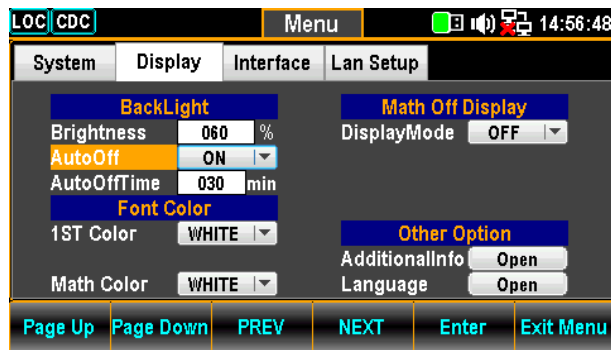 LOC CDC Menu 14:56:48
System Display Interface Lan Setup
BackLight Math Off Display
Brightness 060 % DisplayMode OFF
AutoOff ON
AutoOffTime 030 min
Font Color
1ST Color WHITE Other Option
AdditionalInfo Open
Math Color WHITE Language Open
Page Up Page Down PREV NEXT Enter Exit Menu